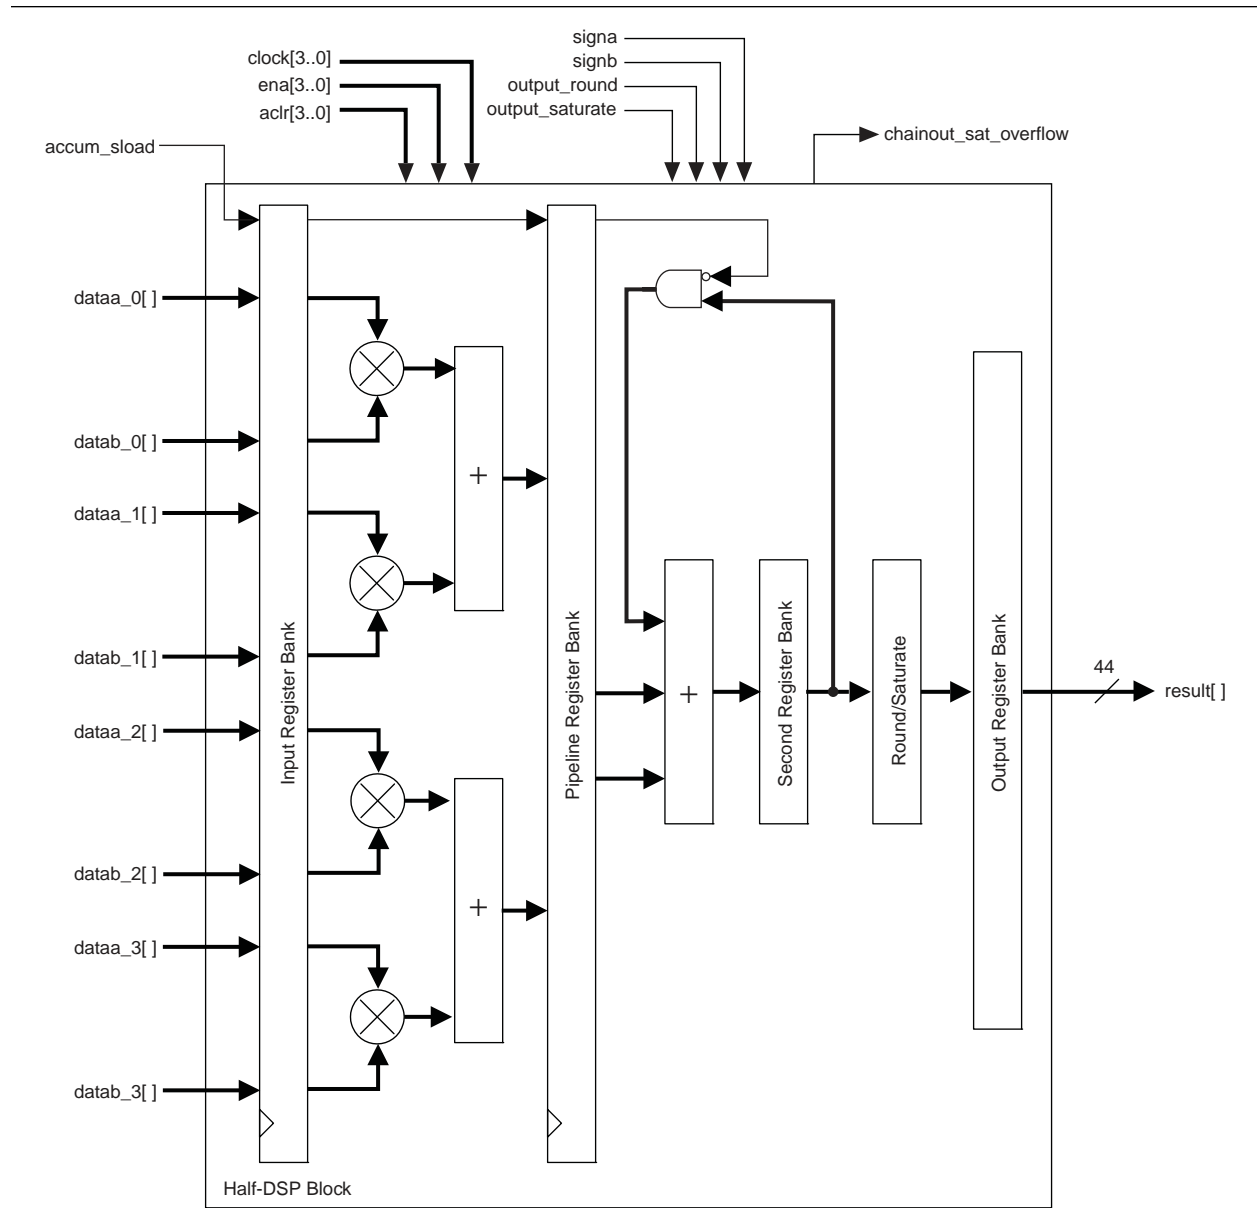 clock[3..0]
ena[3..0]
aclr[3..0]
signa
signb
output_round
output_saturate
chainout_sat_overflow
accum_sload
dataa_0[ ]
datab_0[ ]
dataa_1[ ]
datab_1[ ]
dataa_2[ ]
datab_2[ ]
dataa_3[ ]
datab_3[ ]
Input Register Bank
+
+
Pipeline Register Bank
+
Second Register Bank
Round/Saturate
Output Register Bank
44
result[ ]
Half-DSP Block